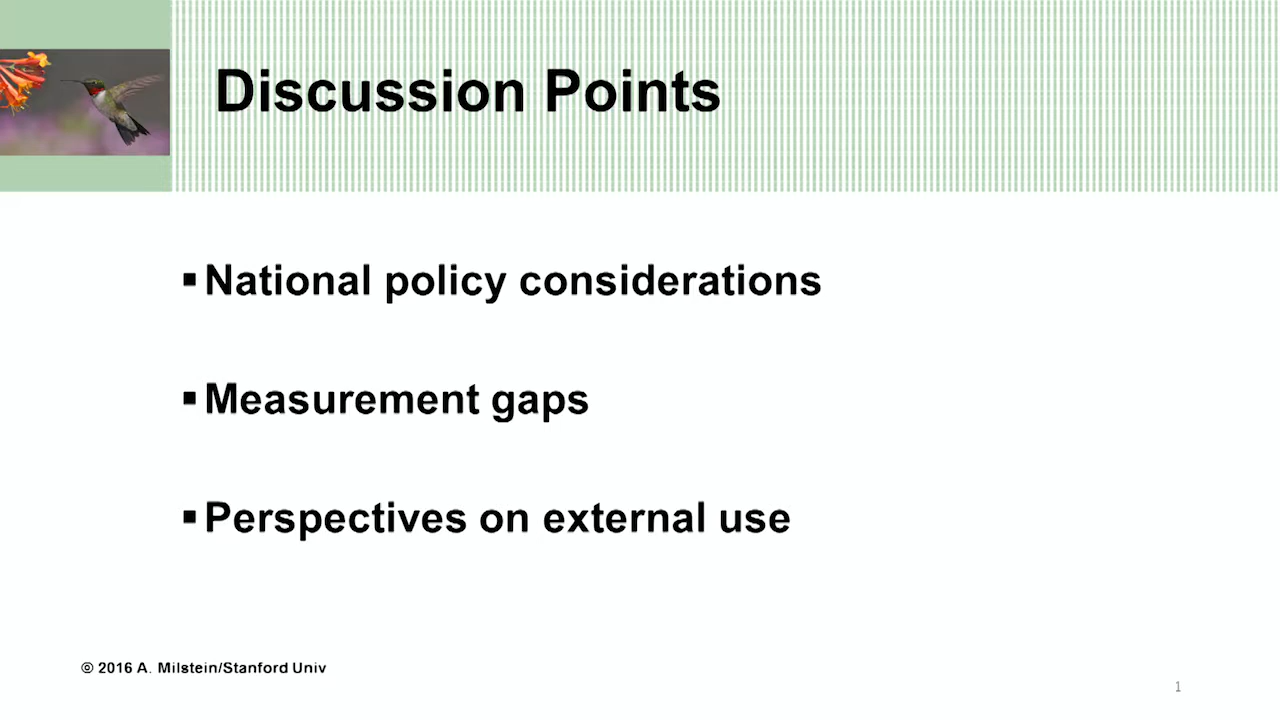 Discussion Points
▪National policy considerations
▪Measurement gaps
▪Perspectives on external use
© 2016 A. Milstein/Stanford Univ
1